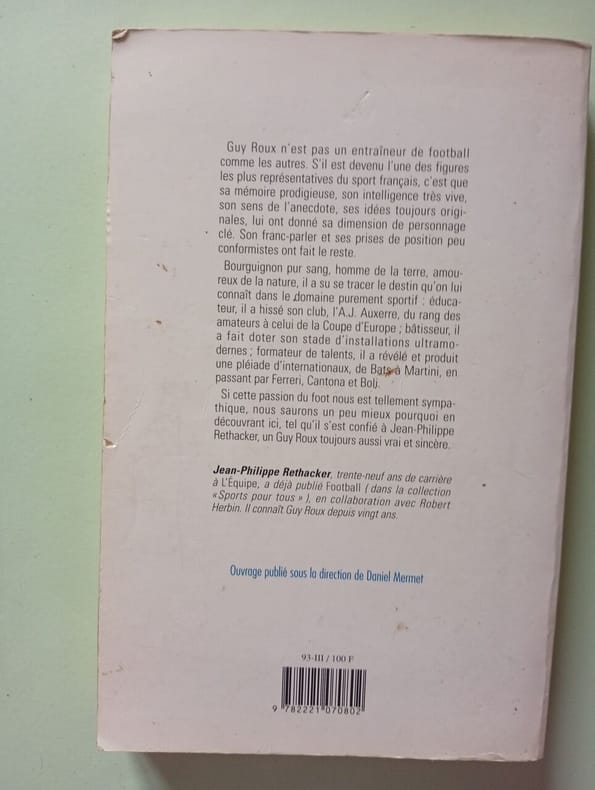 Guy Roux n'est pas un entraîneur de football
comme les autres. S'il est devenu l'une des figures
les plus représentatives du sport français, c'est que
sa mémoire prodigieuse, son intelligence très vive,
son sens de l'anecdote, ses idées toujours origi-
nales, lui ont donné sa dimension de personnage
clé. Son franc-parler et ses prises de position peu
conformistes ont fait le reste.
Bourguignon pur sang, homme de la terre, amou-
reux de la nature, il a su se tracer le destin qu'on lui
connaît dans le domaine purement sportif : éduca-
teur, il a hissé son club, l'A.J. Auxerre, du rang des
amateurs à celui de la Coupe d'Europe ; bâtisseur, il
a fait doter son stade d'installations ultramo-
dernes ; formateur de talents, il a révélé et produit
une pléiade d'internationaux, de Bats à Martini, en
passant par Ferreri, Cantona et Boli.
Si cette passion du foot nous est tellement sympa-
thique, nous saurons un peu mieux pourquoi en
découvrant ici, tel qu'il s'est confié à Jean-Philippe
Rethacker, un Guy Roux toujours aussi vrai et sincère.
Jean-Philippe Rethacker, trente-neuf ans de carrière
à L'Équipe, a déjà publié Football (dans la collection
« Sports pour tous »), en collaboration avec Robert
Herbin. Il connaît Guy Roux depuis vingt ans.
Ouvrage publié sous la direction de Daniel Mermet
93-III / 100 F
9 782221 070802